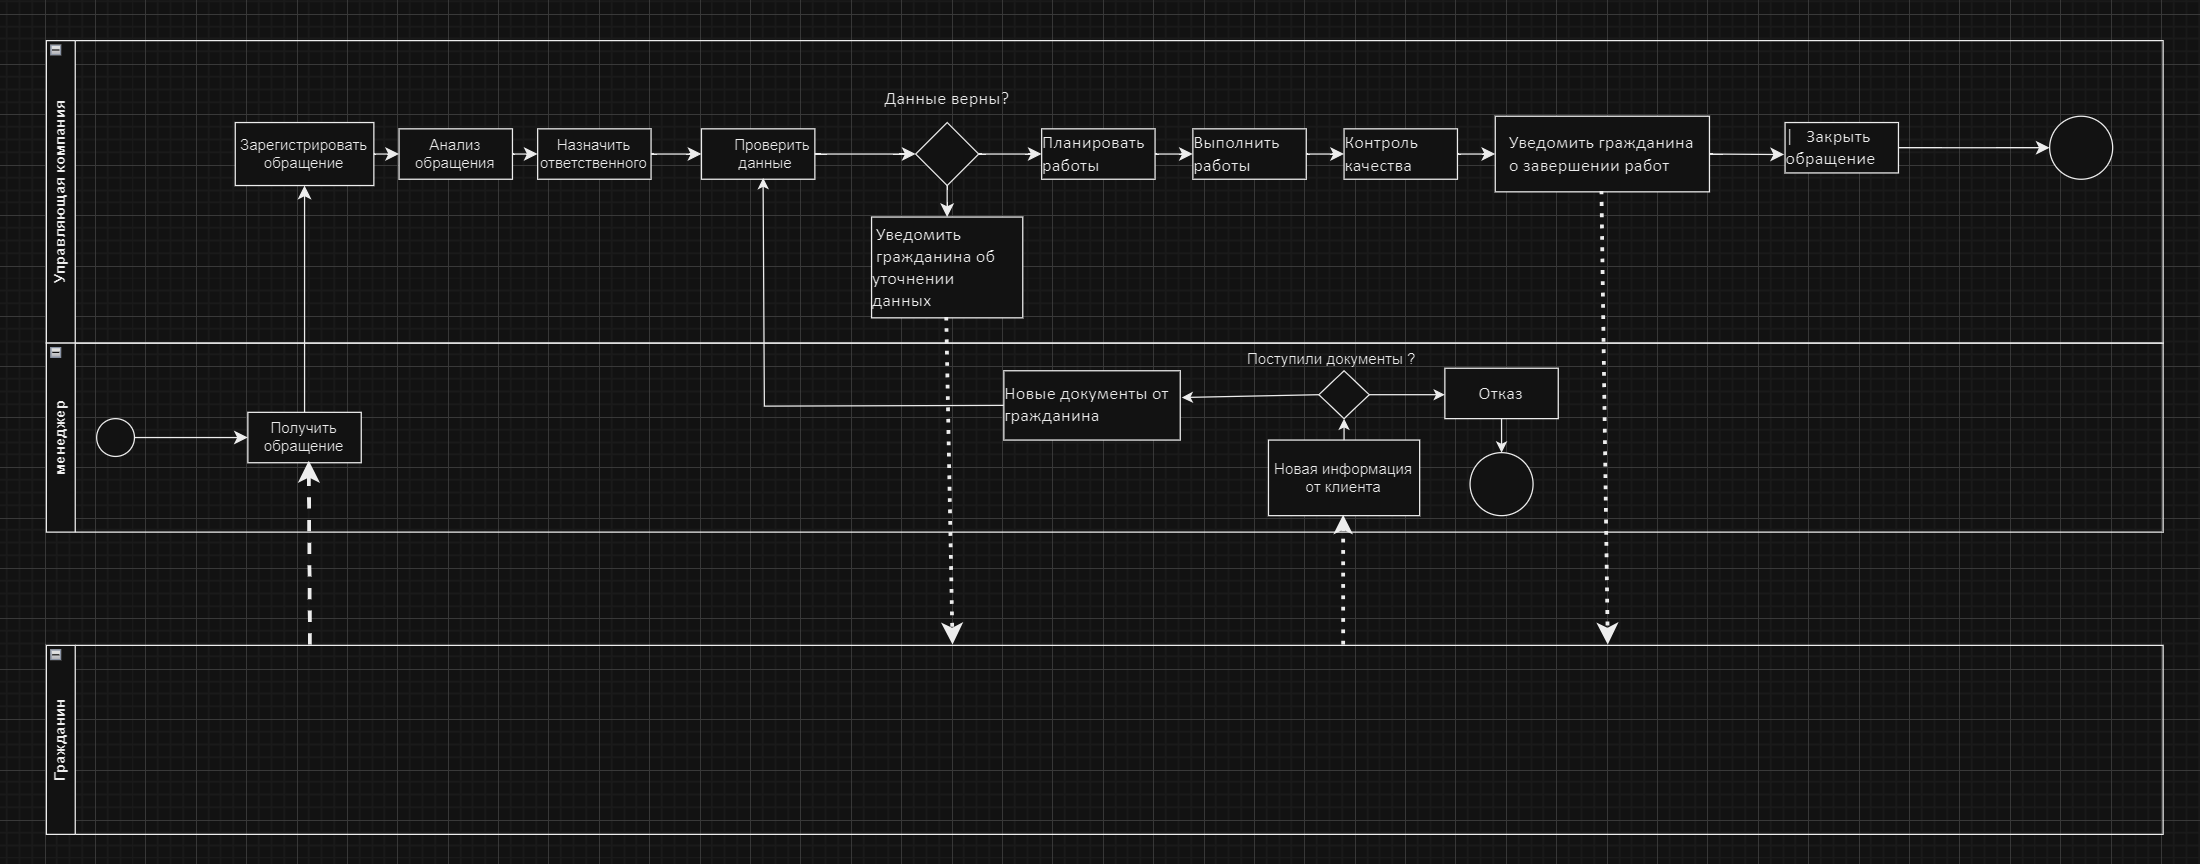 Управляющая компания
Данные верны?
Зарегистрировать
обращение
Анализ
обращения
Назначить
ответственного
Проверить
данные
Планировать
работы
Выполнить
работы
Контроль
качества
Уведомить гражданина
о завершении работ
| Закрыть
обращение
Уведомить
гражданина об
уточнении
данных
менеджер
Получить
обращение
Новые документы от
гражданина
Поступили документы ?
Отказ
Новая информация
от клиента
Гражданин